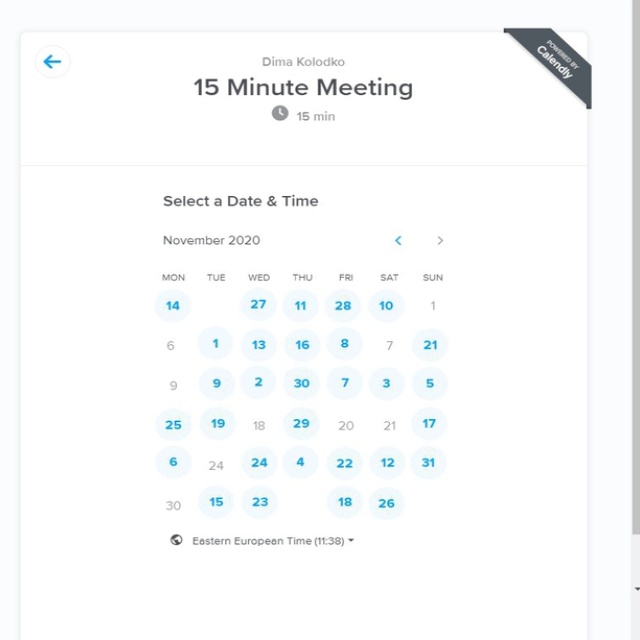 POWERED BY
Calendly
Dima Kolodko
15 Minute Meeting
15 min
Select a Date & Time
November 2020
MON TUE WED THU FRI SAT SUN
14 27 11 28 10 1
6 1 13 16 8 7 21
9 9 2 30 7 3 5
25 19 18 29 20 21 17
6 24 24 4 22 12 31
30 15 23 18 26
Eastern European Time (11:38)